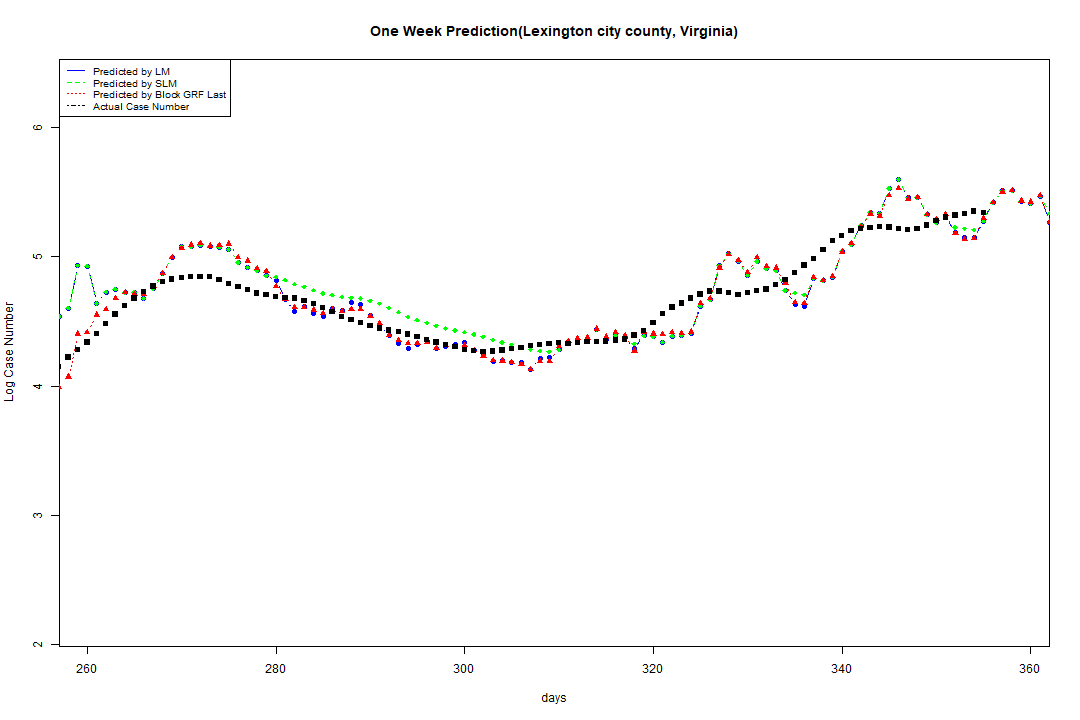 One Week Prediction(Lexington city county, Virginia)
Predicted by LM
Predicted by SLM
Predicted by Block GRF Last
Actual Case Number
6
5
4
3
2
Log Case Number
260 280 300 320 340 360
days